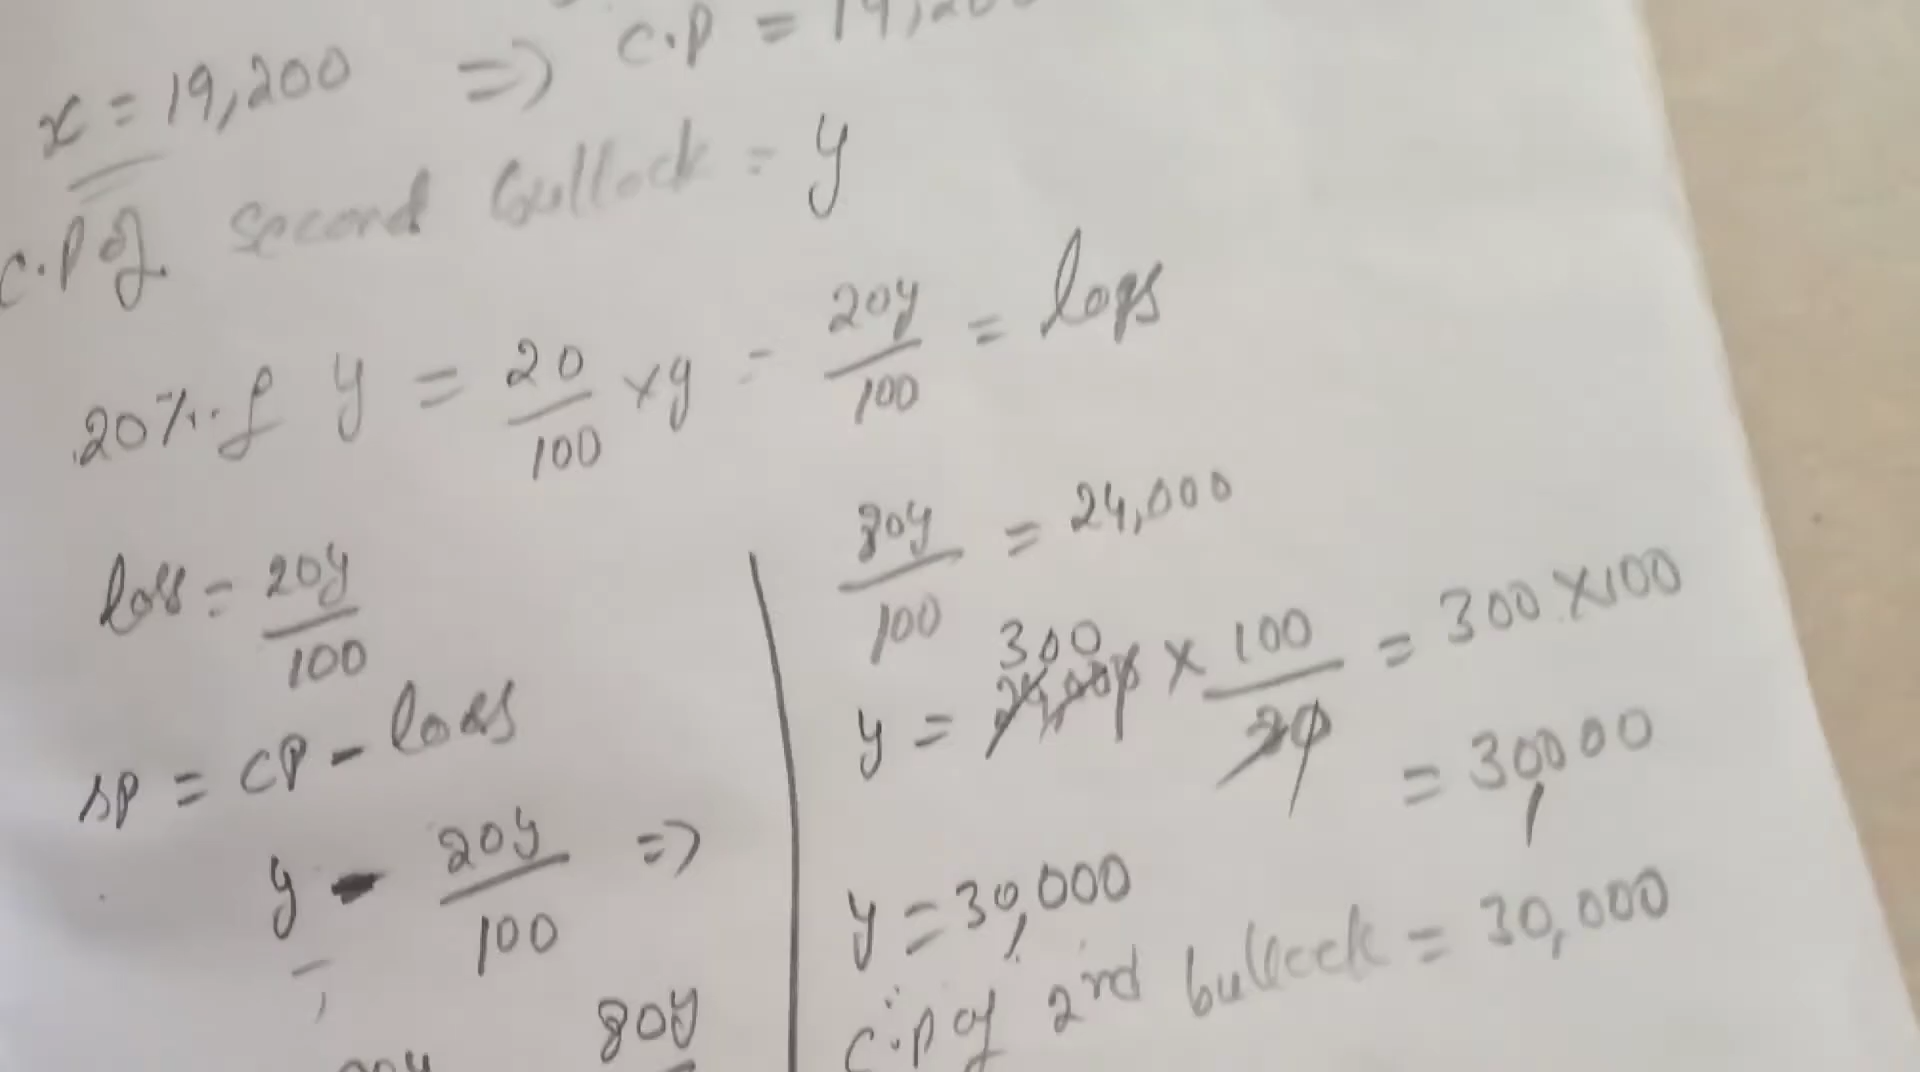 x = 19,200 => C.P = 19,20
C.P of second bullock = y
20% of y = 20/100 × y = 20y/100 = loss
loss = 20y/100
SP = CP - loss
y - 20y/100 =>
80y
80y/100 = 24,000
y = 24,000 300 × 100/80 = 300 × 100
= 30,000
y = 30,000
C.P of 2nd bullock = 30,000